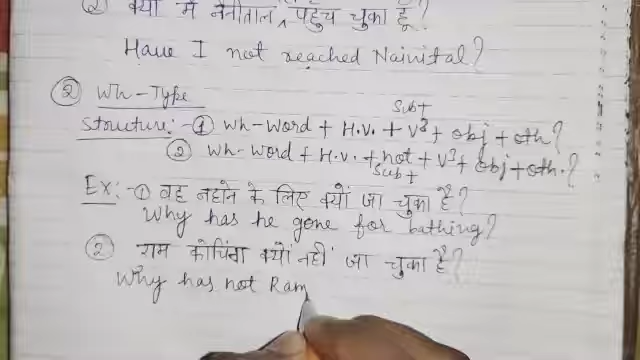 ② क्या मैं नैनीताल ^ पहुंच चुका हूँ?
Have I not reached Nainital?
② Wh-Type
Sub+
Structure:- ① Wh-Word + H.V. + V³ + obj + oth?
② Wh-Word + H.V. + not + V³ + obj + oth.?
Sub+
Ex:- ① वह नहाने के लिए क्यों जा चुका है?
Why has he gone for bathing?
② राम कोचिंग क्यों नहीं जा चुका है?
Why has not Ram